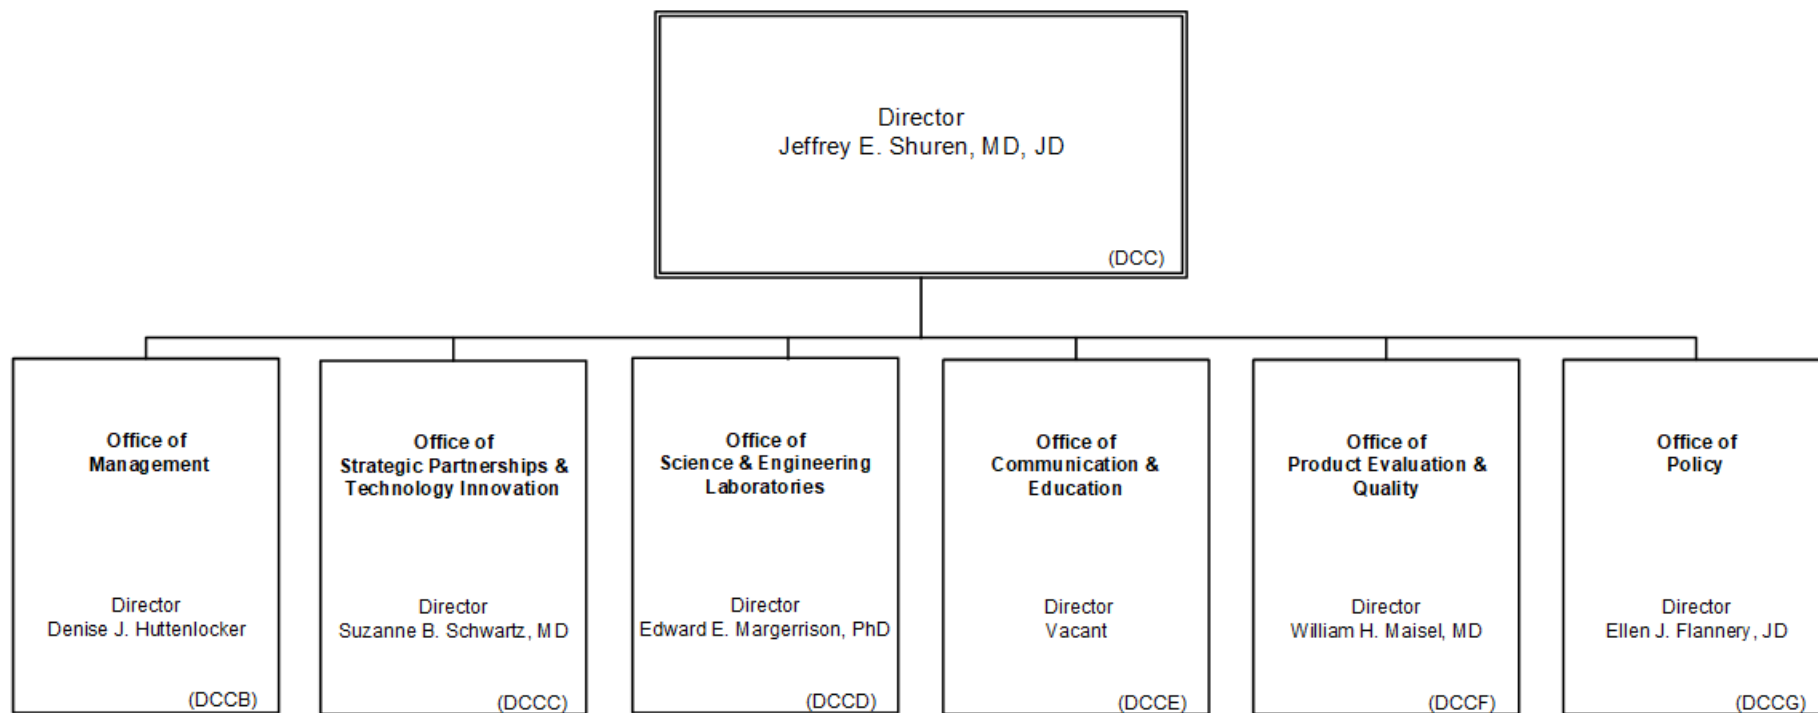 Director
Jeffrey E. Shuren, MD, JD
(DCC)
Office of
Management
Director
Denise J. Huttenlocker
(DCCB)
Office of
Strategic Partnerships &
Technology Innovation
Director
Suzanne B. Schwartz, MD
(DCCC)
Office of
Science & Engineering
Laboratories
Director
Edward E. Margerrison, PhD
(DCCD)
Office of
Communication &
Education
Director
Vacant
(DCCE)
Office of
Product Evaluation &
Quality
Director
William H. Maisel, MD
(DCCF)
Office of
Policy
Director
Ellen J. Flannery, JD
(DCCG)